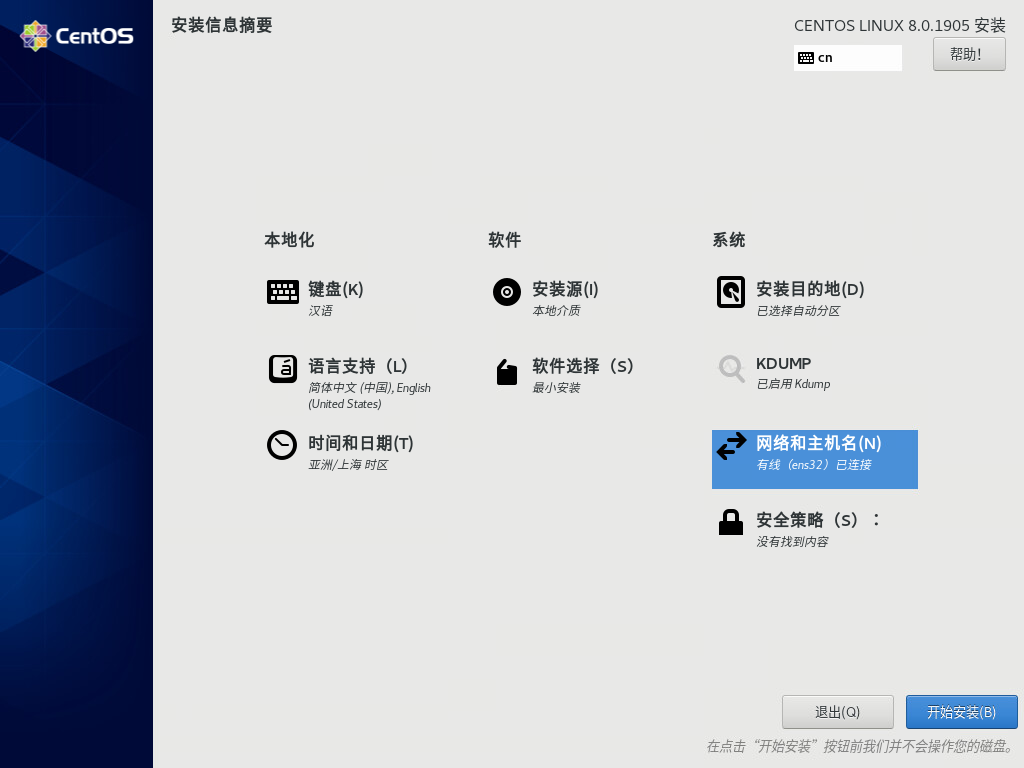 CentOS
安装信息摘要
CENTOS LINUX 8.0.1905 安装
cn
帮助!
本地化
键盘(K)
汉语
语言支持（L）
简体中文 (中国), English
(United States)
时间和日期(T)
亚洲/上海 时区
软件
安装源(I)
本地介质
软件选择（S）
最小安装
系统
安装目的地(D)
已选择自动分区
KDUMP
已启用 Kdump
网络和主机名(N)
有线（ens32）已连接
安全策略（S）：
没有找到内容
退出(Q)
开始安装(B)
在点击“开始安装”按钮前我们并不会操作您的磁盘。